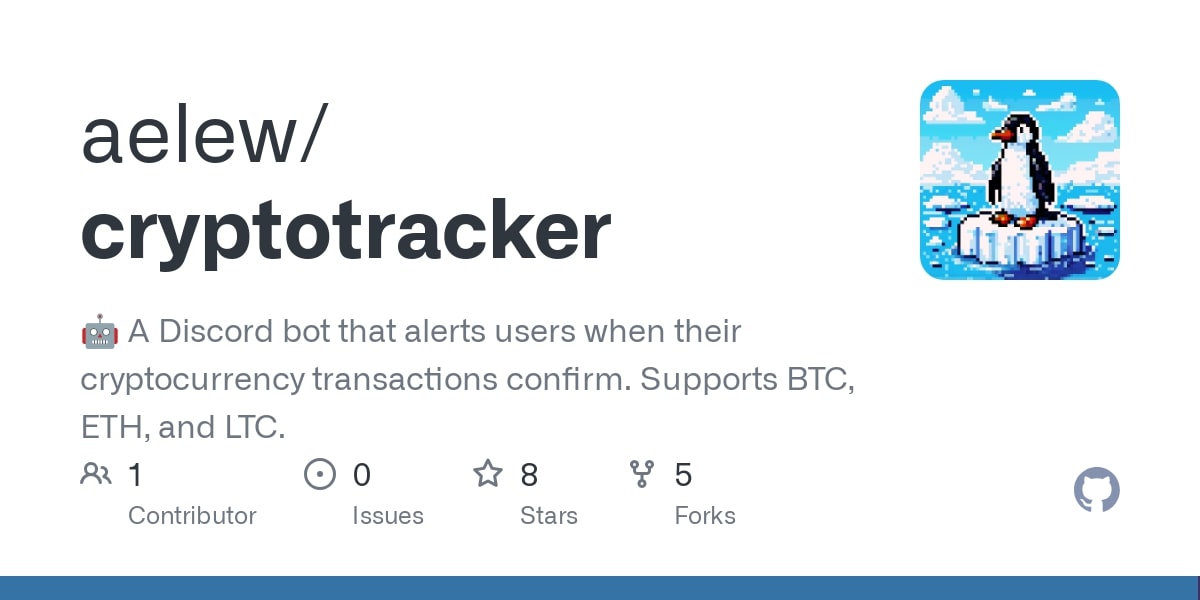 aelew/
cryptotracker
🤖 A Discord bot that alerts users when their
cryptocurrency transactions confirm. Supports BTC,
ETH, and LTC.
1 0 8 5
Contributor Issues Stars Forks